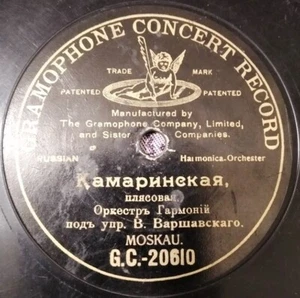 GRAMOPHONE CONCERT RECORD
TRADE MARK
PATENTED PATENTED
Manufactured by
The Gramophone Company, Limited,
and Sister Companies.
RUSSIAN Harmonica-Orchester
Камаринская,
плясовая.
Оркестръ Гармоній
подъ упр. В. Варшавскаго.
MOSKAU.
G.C.-20610